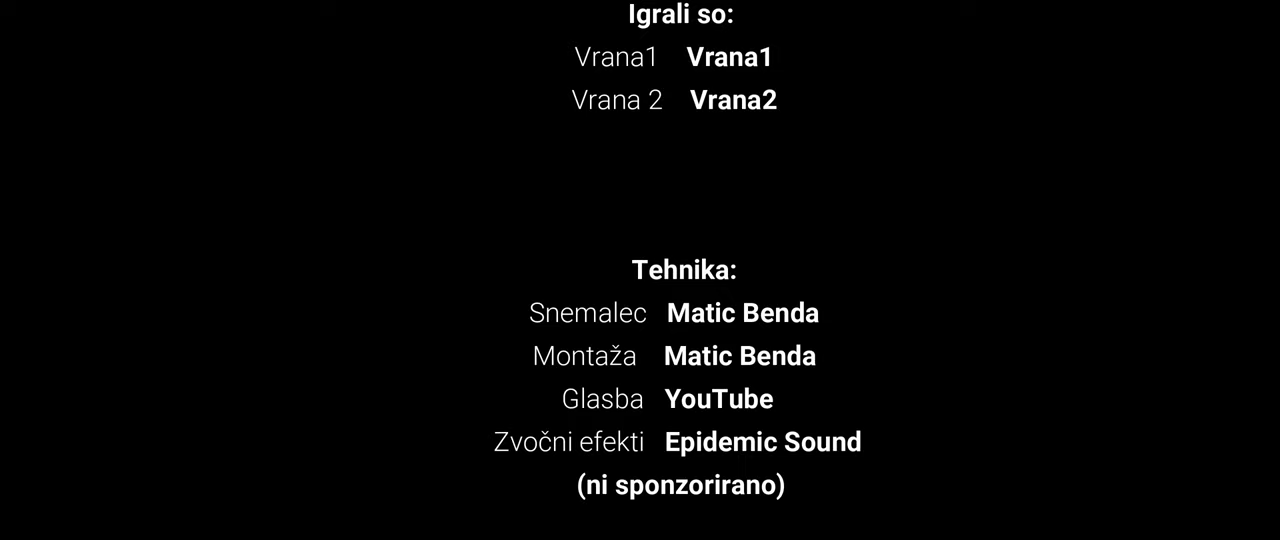 Igrali so:
Vrana1 Vrana1
Vrana 2 Vrana2
Tehnika:
Snemalec Matic Benda
Montaža Matic Benda
Glasba YouTube
Zvočni efekti Epidemic Sound
(ni sponzorirano)